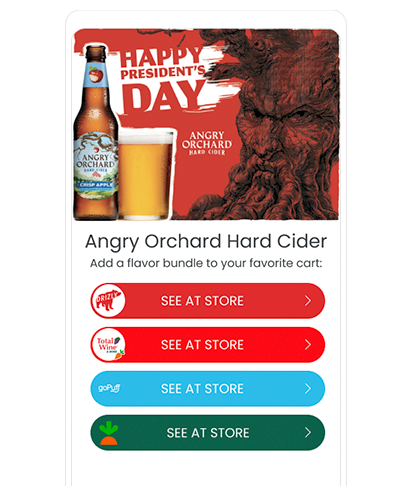 HAPPY
PRESIDENT'S
DAY
ANGRY
ORCHARD
HARD CIDER
CRISP APPLE
ANGRY
ORCHARD
HARD CIDER
Angry Orchard Hard Cider
Add a flavor bundle to your favorite cart:
DRIZLY
SEE AT STORE
Total
Wine
& MORE
SEE AT STORE
goPuff
SEE AT STORE
SEE AT STORE